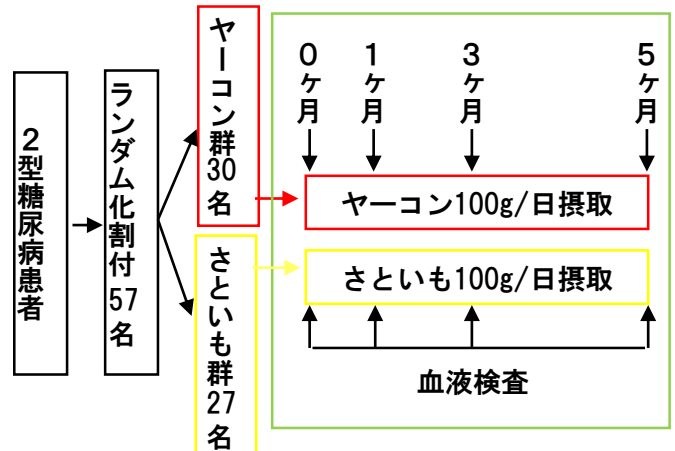 ２型糖尿病患者
ランダム化割付57名
ヤーコン群30名
さといも群27名
０ヶ月
１ヶ月
３ヶ月
５ヶ月
ヤーコン100g/日摂取
さといも100g/日摂取
血液検査